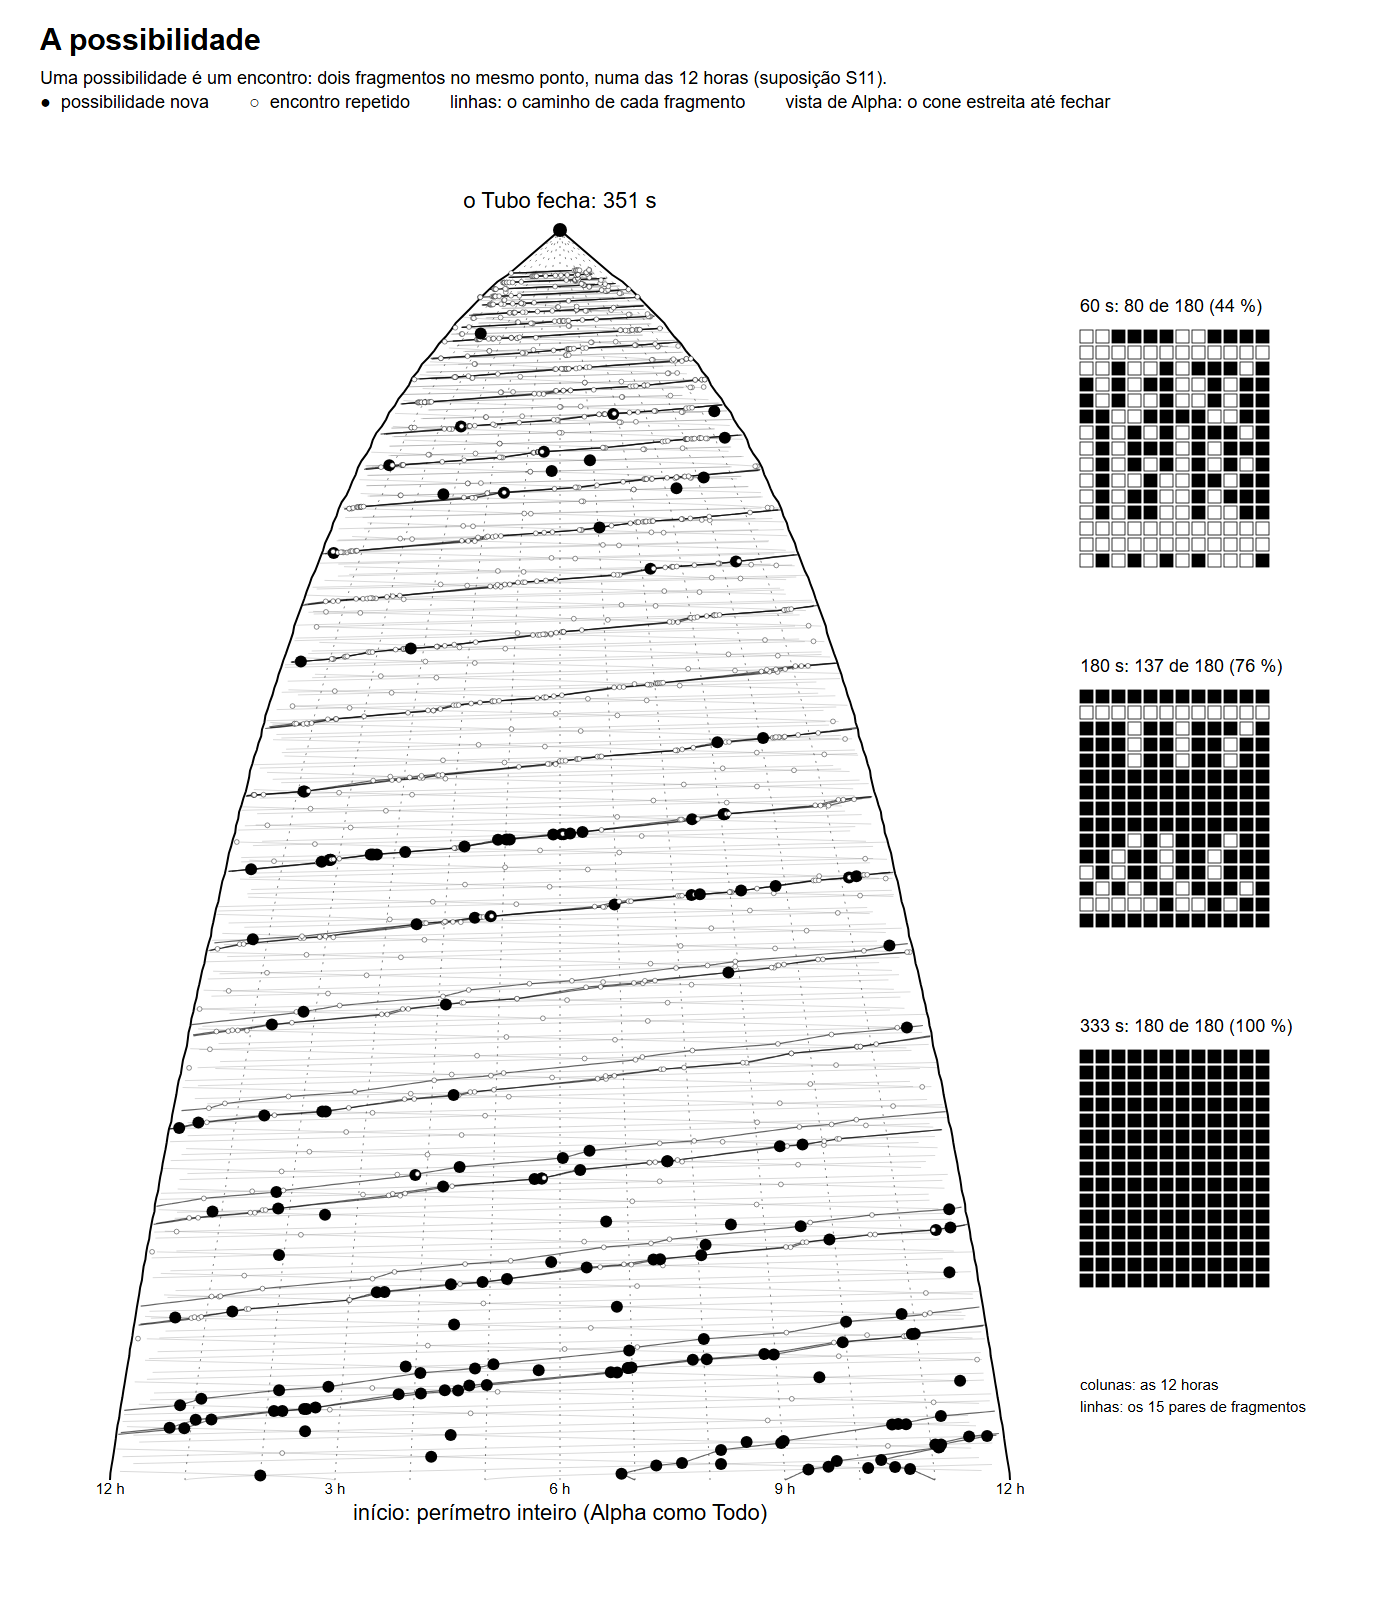 A possibilidade
Uma possibilidade é um encontro: dois fragmentos no mesmo ponto, numa das 12 horas (suposição S11).
● possibilidade nova ○ encontro repetido linhas: o caminho de cada fragmento vista de Alpha: o cone estreita até fechar
o Tubo fecha: 351 s
60 s: 80 de 180 (44 %)
180 s: 137 de 180 (76 %)
333 s: 180 de 180 (100 %)
colunas: as 12 horas
linhas: os 15 pares de fragmentos
12 h 3 h 6 h 9 h 12 h
início: perímetro inteiro (Alpha como Todo)